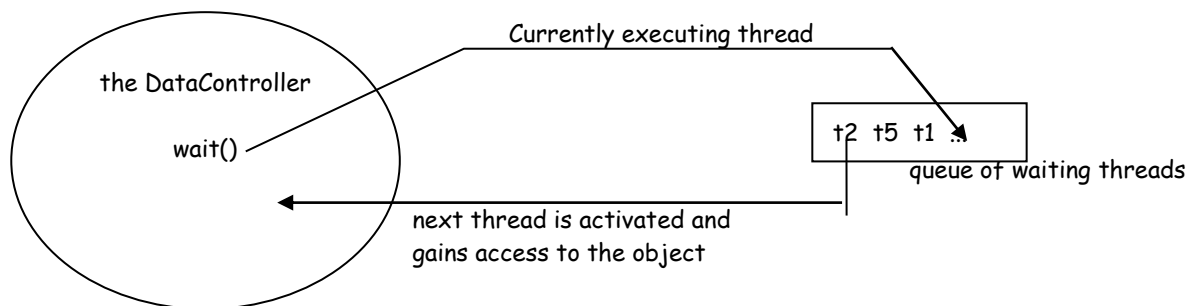 Currently executing thread
the DataController
wait()
t2 t5 t1 ...
queue of waiting threads
next thread is activated and
gains access to the object